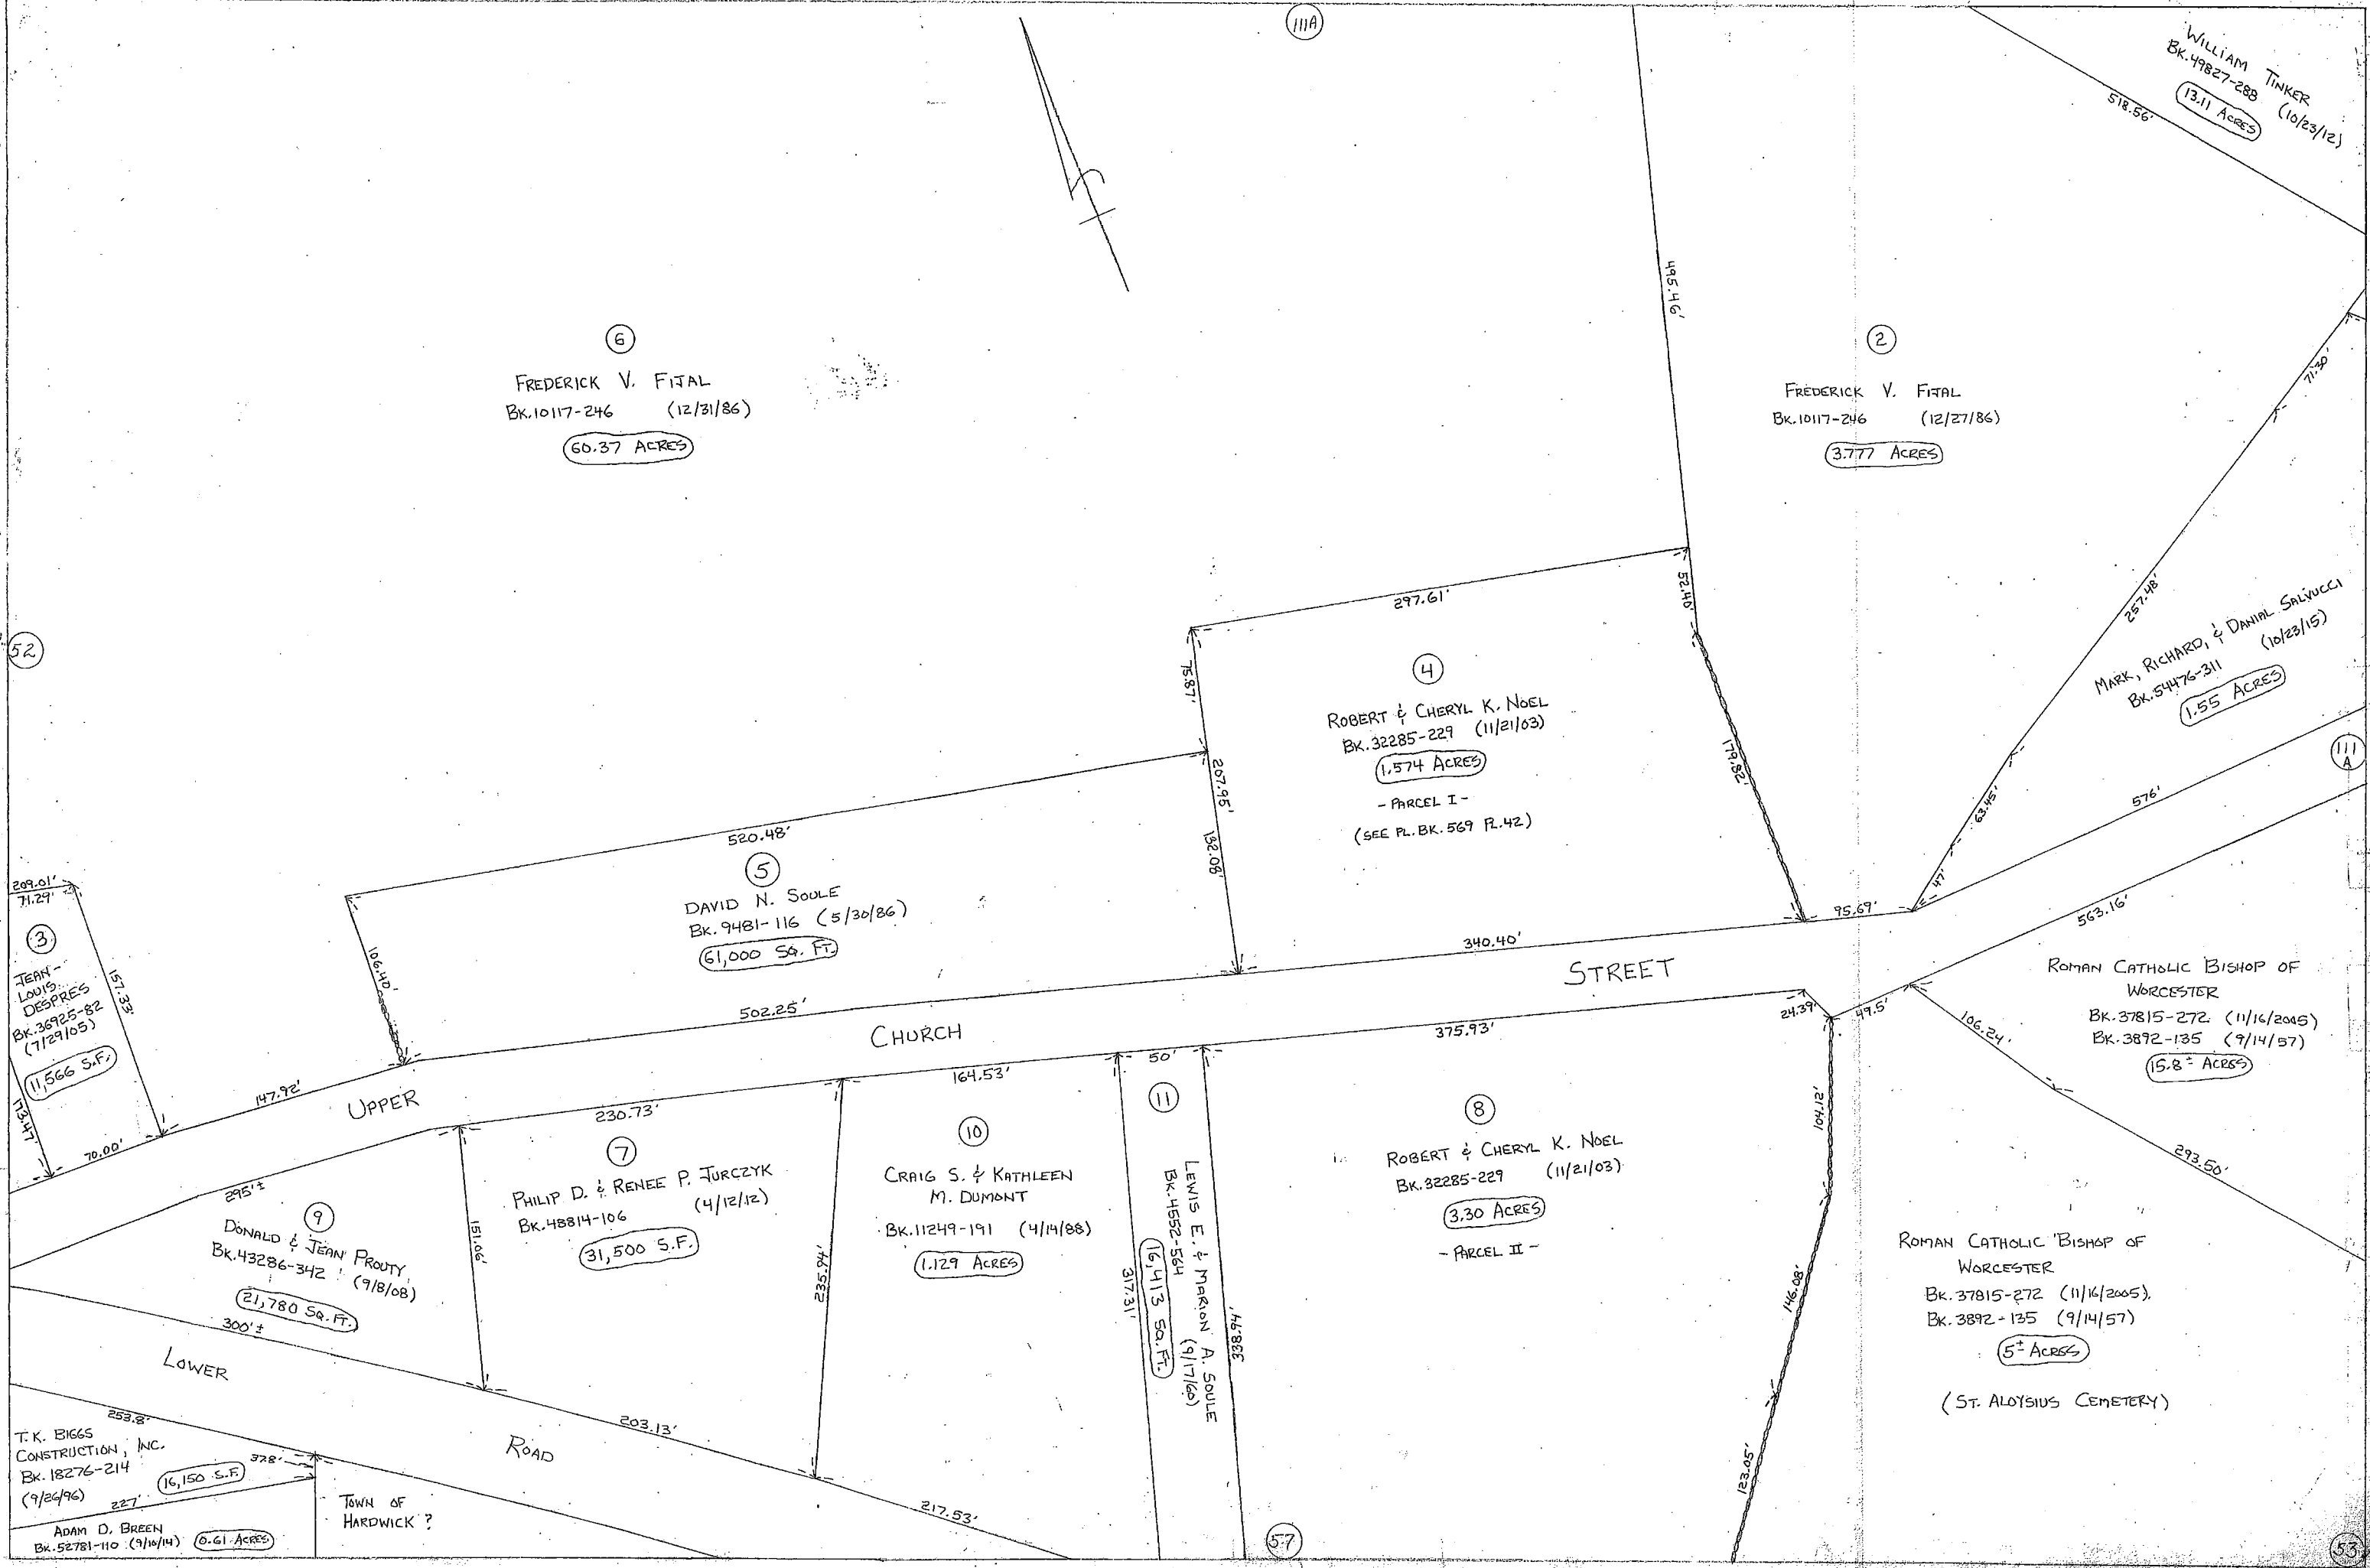 111A
WILLIAM TINKER
BK.49827-288 (10/23/12)
13.11 ACRES
518.56'
495.46'
6
FREDERICK V. FIJAL
BK.10117-246 (12/31/86)
60.37 ACRES
2
FREDERICK V. FIJAL
BK.10117-246 (12/27/86)
3.777 ACRES
71.30'
257.48'
63.45'
47'
MARK, RICHARD, & DANIAL SALVUCCI
BK.54476-311 (10/23/15)
1.55 ACRES
111
A
576'
52
297.61'
52.40'
179.82'
75.87'
207.95'
132.08'
4
ROBERT & CHERYL K. NOEL
BK.32285-229 (11/21/03)
1.574 ACRES
- PARCEL I -
(SEE PL.BK.569 PL.42)
340.40'
95.69'
520.48'
5
DAVID N. SOULE
BK.9481-116 (5/30/86)
61,000 SQ. FT.
106.40'
502.25'
209.01'
71.29'
3
JEAN-
LOUIS
DESPRES
BK.36925-82
(7/29/05)
11,566 S.F.
157.33'
173.47'
70.00'
147.92'
UPPER
CHURCH
STREET
563.16'
49.5'
24.39'
375.93'
50'
164.53'
230.73'
295'±
ROMAN CATHOLIC BISHOP OF
WORCESTER
BK.37815-272 (11/16/2005)
BK.3892-135 (9/14/57)
15.8± ACRES
106.24'
293.50'
9
DONALD & JEAN PROUTY
BK.43286-342 (9/8/08)
21,780 SQ.FT.
300'±
151.06'
7
PHILIP D. & RENEE P. JURCZYK
BK.48814-106 (4/12/12)
31,500 S.F.
235.94'
10
CRAIG S. & KATHLEEN
M. DUMONT
BK.11249-191 (4/14/88)
1.129 ACRES
317.31'
11
LEWIS E. & MARION A. SOULE
BK.4552-564 (9/17/60)
16,413 SQ.FT.
338.94'
8
ROBERT & CHERYL K. NOEL
BK.32285-229 (11/21/03)
3.30 ACRES
- PARCEL II -
104.12'
146.08'
123.05'
ROMAN CATHOLIC BISHOP OF
WORCESTER
BK.37815-272 (11/16/2005)
BK.3892-135 (9/14/57)
5± ACRES
(ST. ALOYSIUS CEMETERY)
LOWER
ROAD
203.13'
217.53'
253.8'
T.K. BIGGS
CONSTRUCTION, INC.
BK.18276-214
(9/26/96)
16,150 S.F.
37.8'
227'
ADAM D. BREEN
BK.52781-110 (9/10/14)
0.61 ACRES
TOWN OF
HARDWICK ?
57
53